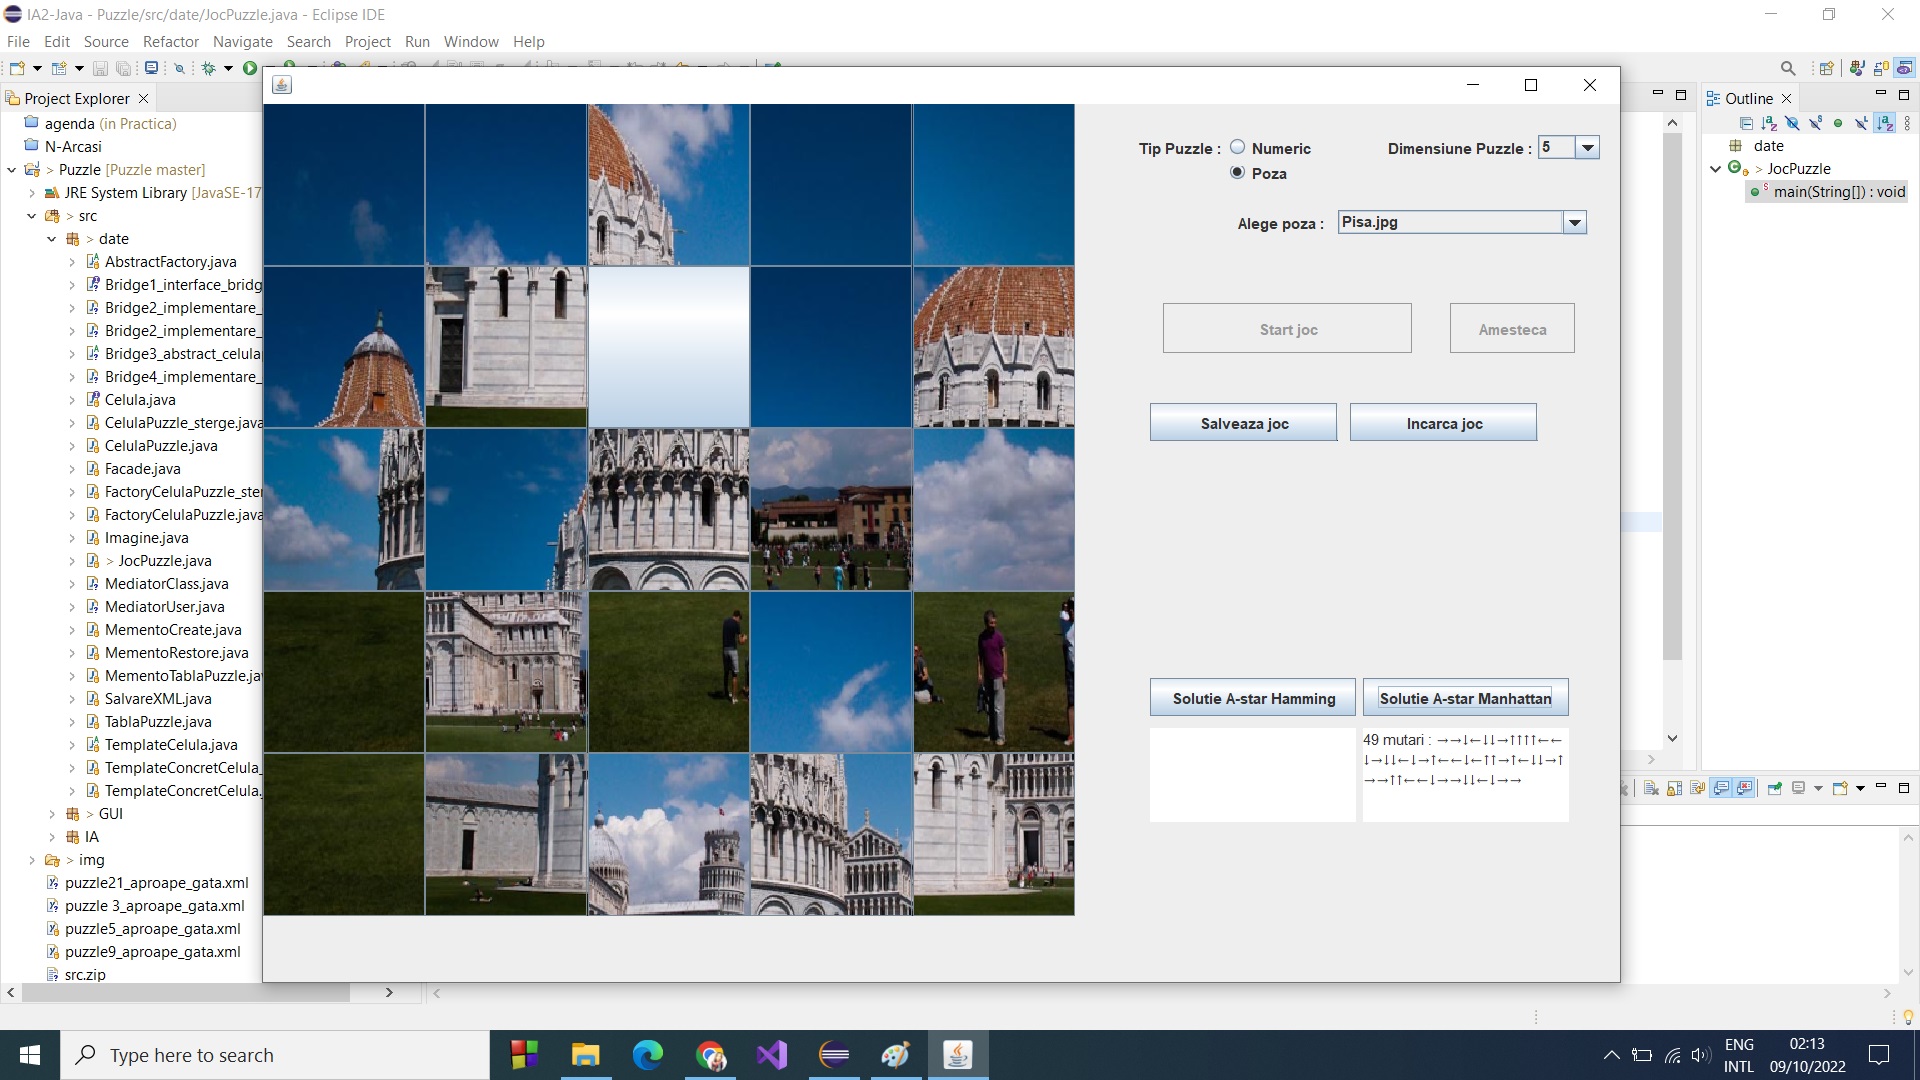 IA2-Java - Puzzle/src/date/JocPuzzle.java - Eclipse IDE
File Edit Source Refactor Navigate Search Project Run Window Help
Project Explorer
agenda (in Practica)
N-Arcasi
> Puzzle [Puzzle master]
JRE System Library [JavaSE-17
> src
> date
AbstractFactory.java
Bridge1_interface_bridg
Bridge2_implementare_
Bridge2_implementare_
Bridge3_abstract_celula
Bridge4_implementare_
Celula.java
CelulaPuzzle_sterge.java
CelulaPuzzle.java
Facade.java
FactoryCelulaPuzzle_ster
FactoryCelulaPuzzle.java
Imagine.java
> JocPuzzle.java
MediatorClass.java
MediatorUser.java
MementoCreate.java
MementoRestore.java
MementoTablaPuzzle.java
SalvareXML.java
TablaPuzzle.java
TemplateCelula.java
TemplateConcretCelula_
TemplateConcretCelula.
> GUI
IA
> img
puzzle21_aproape_gata.xml
puzzle 3_aproape_gata.xml
puzzle5_aproape_gata.xml
puzzle9_aproape_gata.xml
src.zip
Tip Puzzle : Numeric
Poza
Dimensiune Puzzle : 5
Alege poza : Pisa.jpg
Start joc Amesteca
Salveaza joc Incarca joc
Solutie A-star Hamming Solutie A-star Manhattan
49 mutari : →→↓←↓↓→↑↑↑↑←←
↓→↓↓←↓→↑←←↓←↑↑→↑←↓↓→↑
→→↑↑←←↓→→↓↓←↓→→
Outline
date
> JocPuzzle
main(String[]) : void
Type here to search
ENG
INTL
02:13
09/10/2022